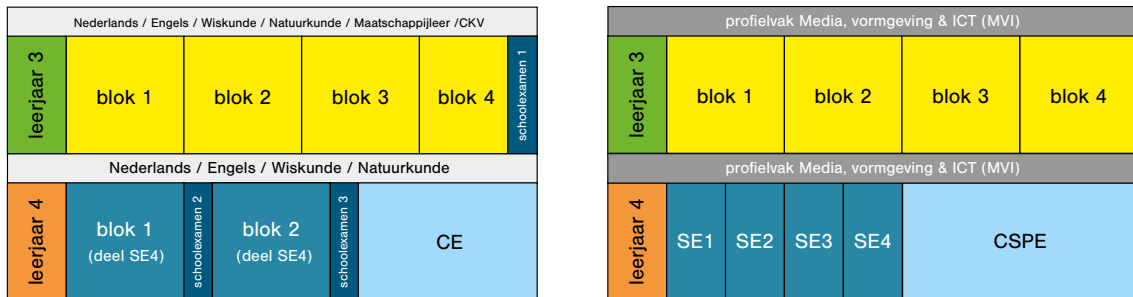 Nederlands / Engels / Wiskunde / Natuurkunde / Maatschappijleer /CKV
leerjaar 3
blok 1
blok 2
blok 3
blok 4
schoolexamen 1
Nederlands / Engels / Wiskunde / Natuurkunde
leerjaar 4
blok 1
(deel SE4)
schoolexamen 2
blok 2
(deel SE4)
schoolexamen 3
CE
profielvak Media, vormgeving & ICT (MVI)
leerjaar 3
blok 1
blok 2
blok 3
blok 4
profielvak Media, vormgeving & ICT (MVI)
leerjaar 4
SE1
SE2
SE3
SE4
CSPE